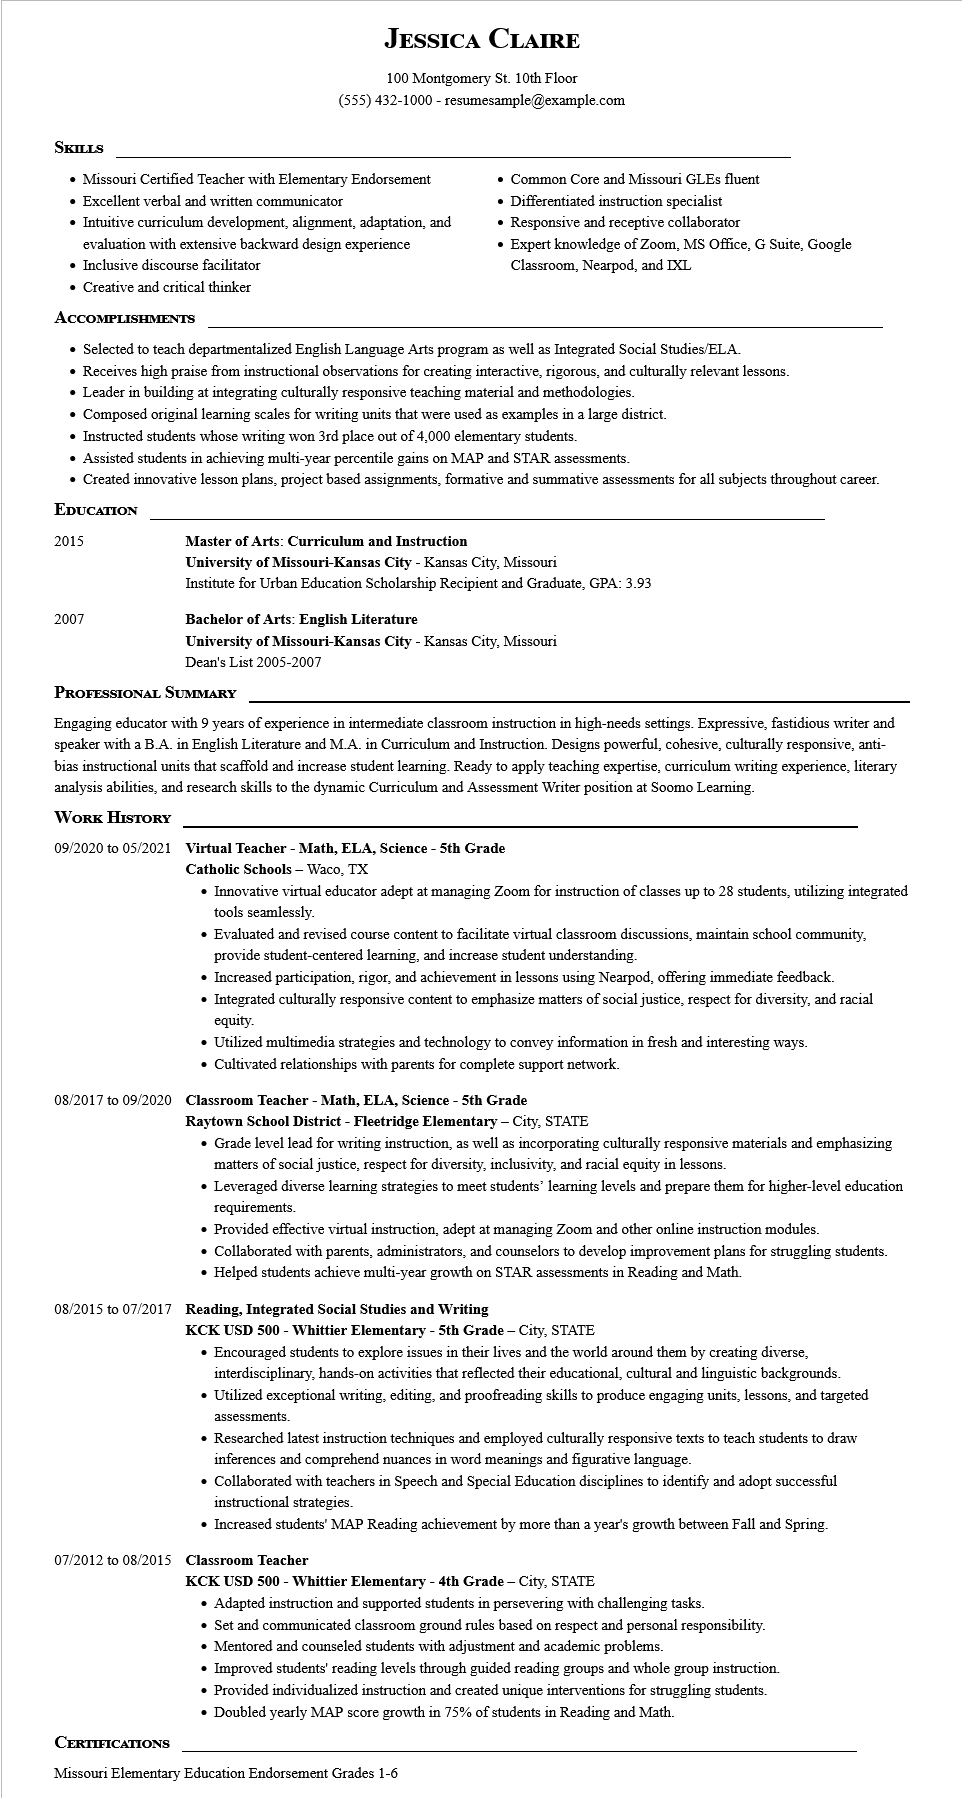 Jessica Claire
100 Montgomery St. 10th Floor
(555) 432-1000 - resumesample@example.com
Skills
• Missouri Certified Teacher with Elementary Endorsement
• Excellent verbal and written communicator
• Intuitive curriculum development, alignment, adaptation, and
evaluation with extensive backward design experience
• Inclusive discourse facilitator
• Creative and critical thinker
• Common Core and Missouri GLEs fluent
• Differentiated instruction specialist
• Responsive and receptive collaborator
• Expert knowledge of Zoom, MS Office, G Suite, Google
Classroom, Nearpod, and IXL
Accomplishments
• Selected to teach departmentalized English Language Arts program as well as Integrated Social Studies/ELA.
• Receives high praise from instructional observations for creating interactive, rigorous, and culturally relevant lessons.
• Leader in building at integrating culturally responsive teaching material and methodologies.
• Composed original learning scales for writing units that were used as examples in a large district.
• Instructed students whose writing won 3rd place out of 4,000 elementary students.
• Assisted students in achieving multi-year percentile gains on MAP and STAR assessments.
• Created innovative lesson plans, project based assignments, formative and summative assessments for all subjects throughout career.
Education
2015 Master of Arts: Curriculum and Instruction
University of Missouri-Kansas City - Kansas City, Missouri
Institute for Urban Education Scholarship Recipient and Graduate, GPA: 3.93
2007 Bachelor of Arts: English Literature
University of Missouri-Kansas City - Kansas City, Missouri
Dean's List 2005-2007
Professional Summary
Engaging educator with 9 years of experience in intermediate classroom instruction in high-needs settings. Expressive, fastidious writer and
speaker with a B.A. in English Literature and M.A. in Curriculum and Instruction. Designs powerful, cohesive, culturally responsive, anti-
bias instructional units that scaffold and increase student learning. Ready to apply teaching expertise, curriculum writing experience, literary
analysis abilities, and research skills to the dynamic Curriculum and Assessment Writer position at Soomo Learning.
Work History
09/2020 to 05/2021 Virtual Teacher - Math, ELA, Science - 5th Grade
Catholic Schools – Waco, TX
• Innovative virtual educator adept at managing Zoom for instruction of classes up to 28 students, utilizing integrated
tools seamlessly.
• Evaluated and revised course content to facilitate virtual classroom discussions, maintain school community,
provide student-centered learning, and increase student understanding.
• Increased participation, rigor, and achievement in lessons using Nearpod, offering immediate feedback.
• Integrated culturally responsive content to emphasize matters of social justice, respect for diversity, and racial
equity.
• Utilized multimedia strategies and technology to convey information in fresh and interesting ways.
• Cultivated relationships with parents for complete support network.
08/2017 to 09/2020 Classroom Teacher - Math, ELA, Science - 5th Grade
Raytown School District - Fleetridge Elementary – City, STATE
• Grade level lead for writing instruction, as well as incorporating culturally responsive materials and emphasizing
matters of social justice, respect for diversity, inclusivity, and racial equity in lessons.
• Leveraged diverse learning strategies to meet students’ learning levels and prepare them for higher-level education
requirements.
• Provided effective virtual instruction, adept at managing Zoom and other online instruction modules.
• Collaborated with parents, administrators, and counselors to develop improvement plans for struggling students.
• Helped students achieve multi-year growth on STAR assessments in Reading and Math.
08/2015 to 07/2017 Reading, Integrated Social Studies and Writing
KCK USD 500 - Whittier Elementary - 5th Grade – City, STATE
• Encouraged students to explore issues in their lives and the world around them by creating diverse,
interdisciplinary, hands-on activities that reflected their educational, cultural and linguistic backgrounds.
• Utilized exceptional writing, editing, and proofreading skills to produce engaging units, lessons, and targeted
assessments.
• Researched latest instruction techniques and employed culturally responsive texts to teach students to draw
inferences and comprehend nuances in word meanings and figurative language.
• Collaborated with teachers in Speech and Special Education disciplines to identify and adopt successful
instructional strategies.
• Increased students' MAP Reading achievement by more than a year's growth between Fall and Spring.
07/2012 to 08/2015 Classroom Teacher
KCK USD 500 - Whittier Elementary - 4th Grade – City, STATE
• Adapted instruction and supported students in persevering with challenging tasks.
• Set and communicated classroom ground rules based on respect and personal responsibility.
• Mentored and counseled students with adjustment and academic problems.
• Improved students' reading levels through guided reading groups and whole group instruction.
• Provided individualized instruction and created unique interventions for struggling students.
• Doubled yearly MAP score growth in 75% of students in Reading and Math.
Certifications
Missouri Elementary Education Endorsement Grades 1-6